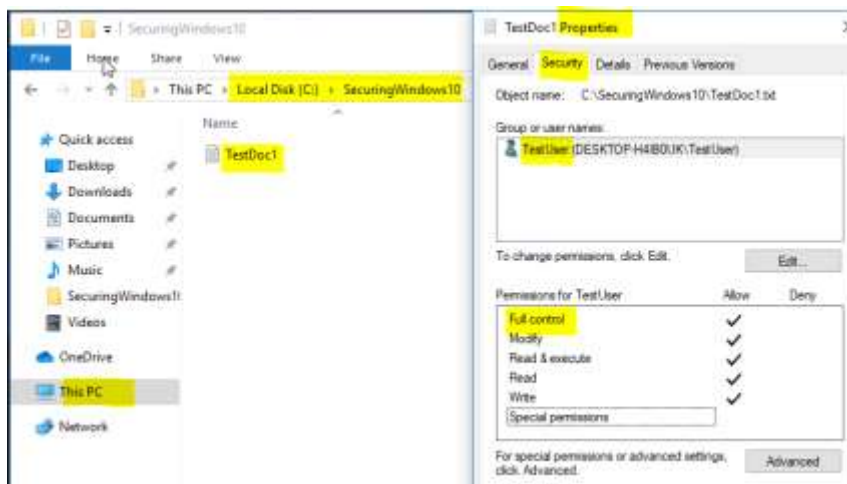 SecuringWindows10
File Home Share View
This PC > Local Disk (C:) > SecuringWindows10
Name
Quick access
Desktop
Downloads
Documents
Pictures
Music
SecuringWindows1(
Videos
OneDrive
This PC
Network
TestDoc1
TestDoc1 Properties
General Security Details Previous Versions
Object name: C:\SecuringWindows10\TestDoc1.txt
Group or user names:
TestUser (DESKTOP-H4IB0UK\TestUser)
To change permissions, click Edit.
Edit...
Permissions for TestUser Allow Deny
Full control
Modify
Read & execute
Read
Write
Special permissions
For special permissions or advanced settings,
click Advanced.
Advanced